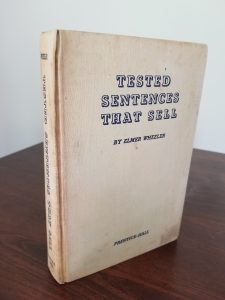 TESTED
SENTENCES
THAT SELL
BY ELMER WHEELER
PRENTICE-HALL